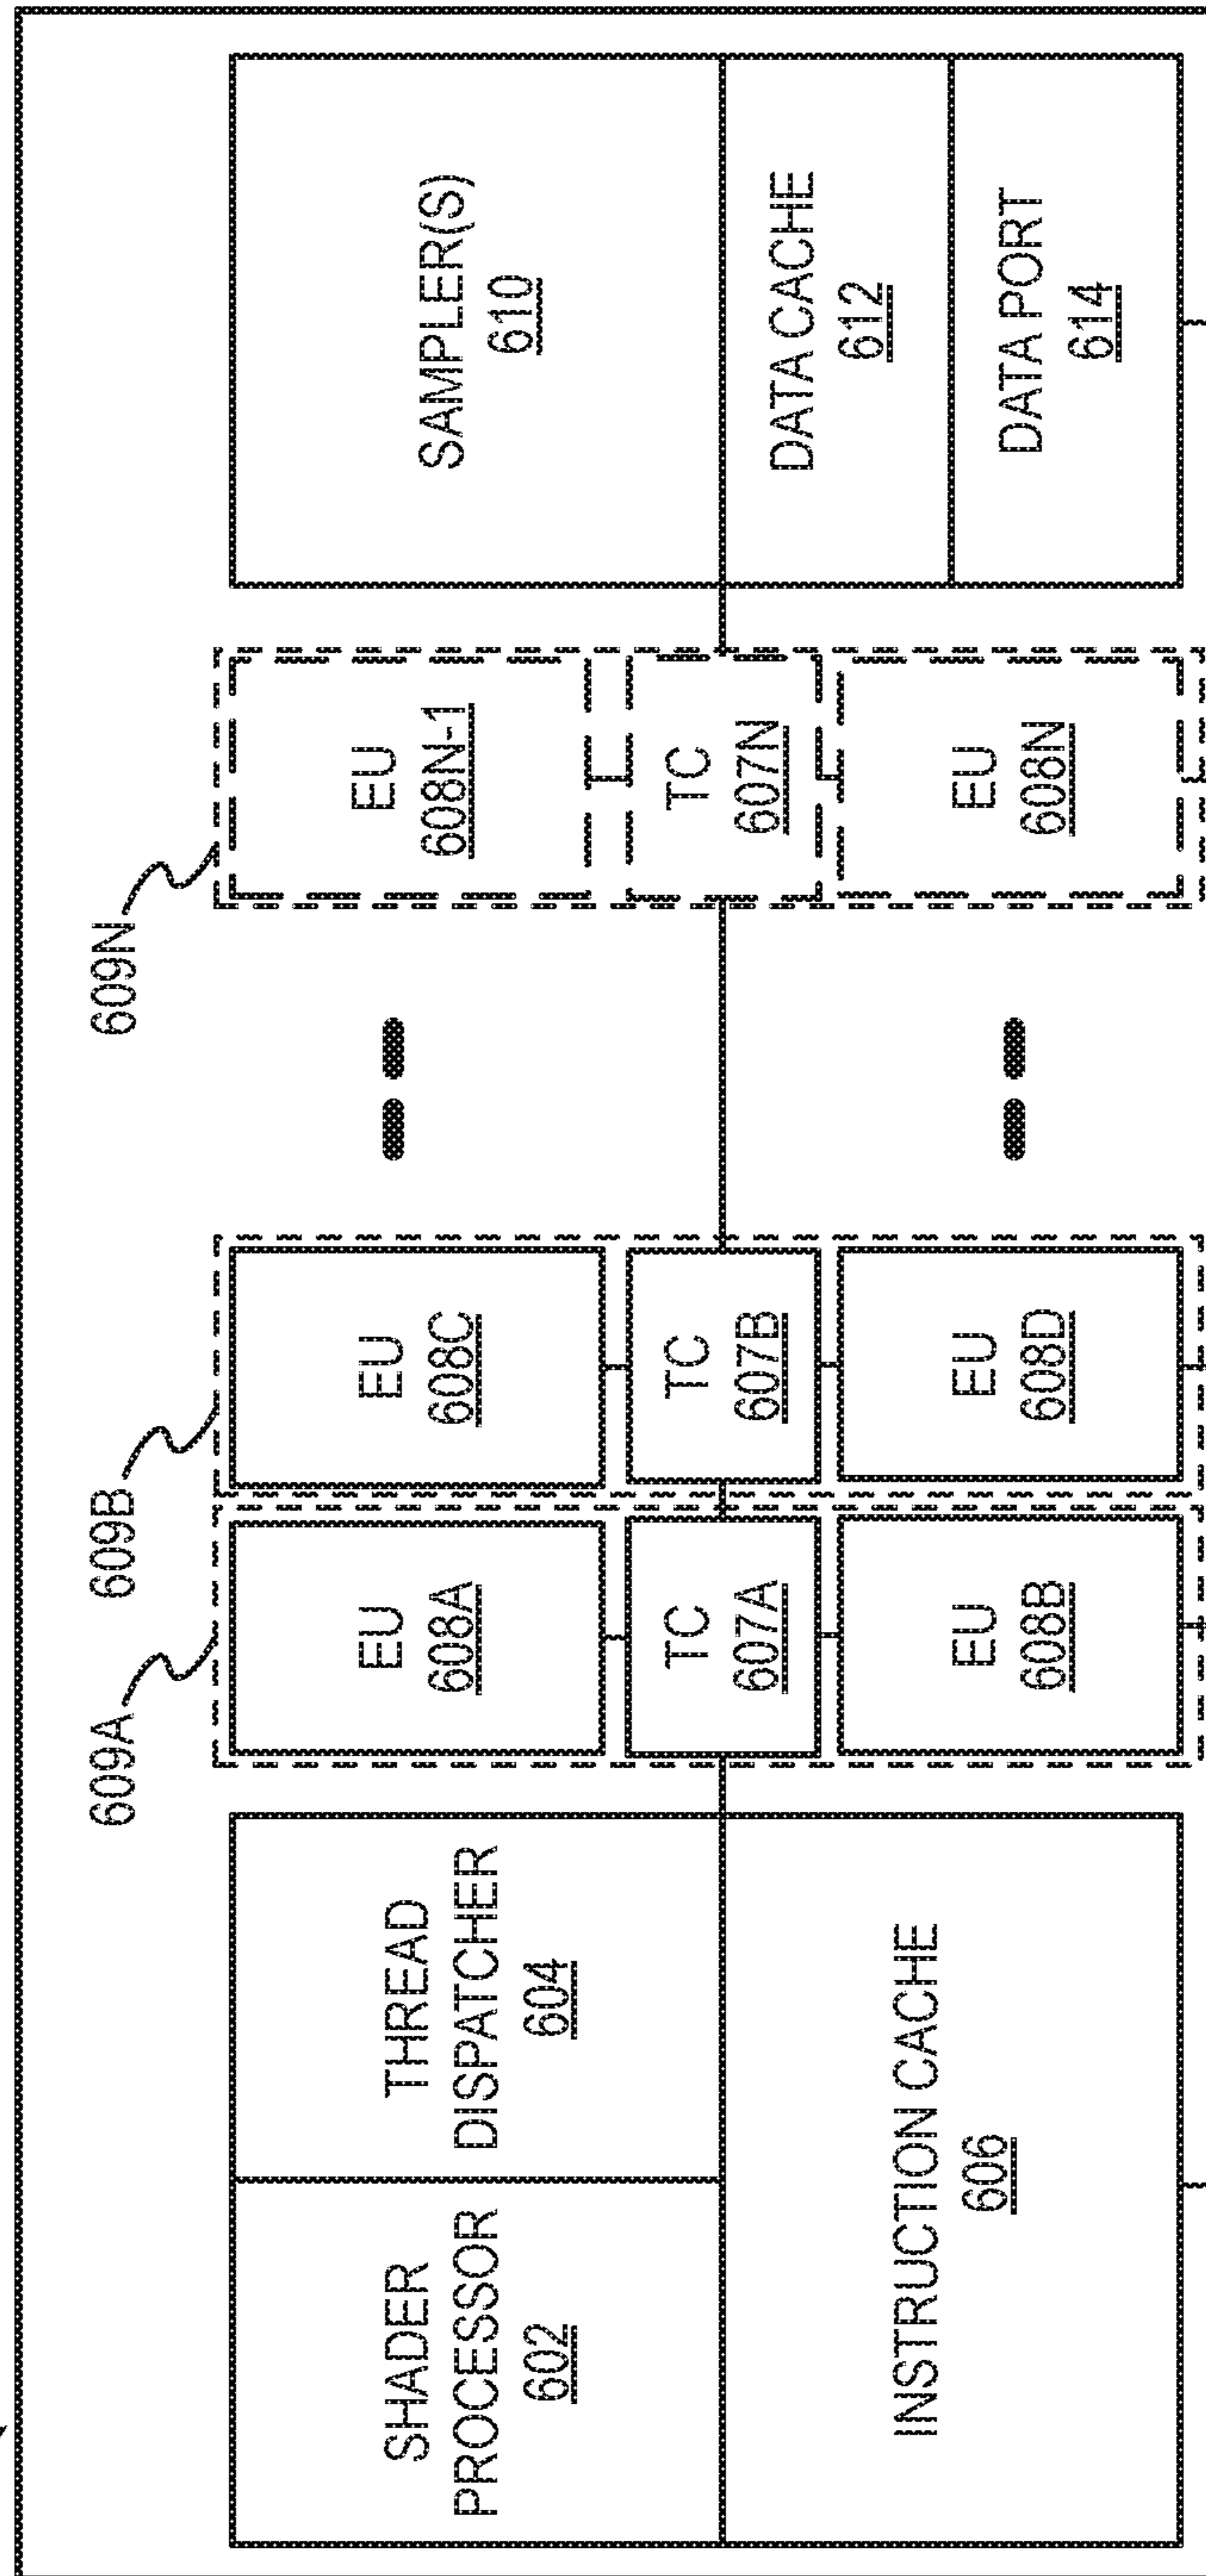 609A
609B
609N
SHADER
PROCESSOR
602
THREAD
DISPATCHER
604
INSTRUCTION CACHE
606
EU
608A
TC
607A
EU
608B
EU
608C
TC
607B
EU
608D
EU
608N-1
TC
607N
EU
608N
SAMPLER(S)
610
DATA CACHE
612
DATA PORT
614